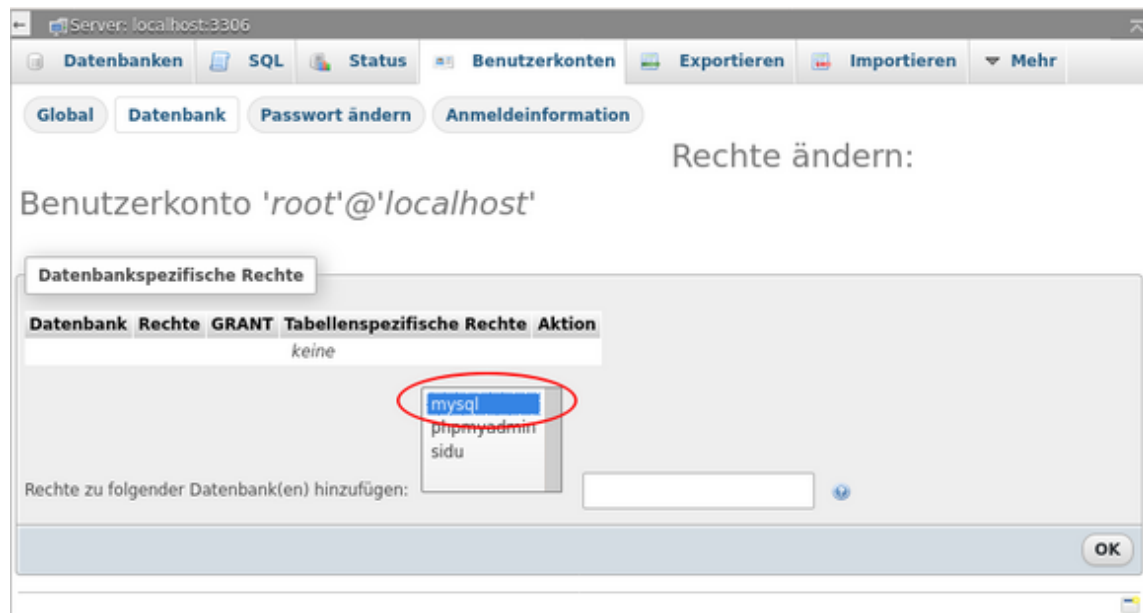 Server: localhost:3306
Datenbanken SQL Status Benutzerkonten Exportieren Importieren Mehr
Global Datenbank Passwort ändern Anmeldeinformation
Rechte ändern:
Benutzerkonto 'root'@'localhost'
Datenbankspezifische Rechte
Datenbank Rechte GRANT Tabellenspezifische Rechte Aktion
keine
mysql
phpmyadmin
sidu
Rechte zu folgender Datenbank(en) hinzufügen:
OK